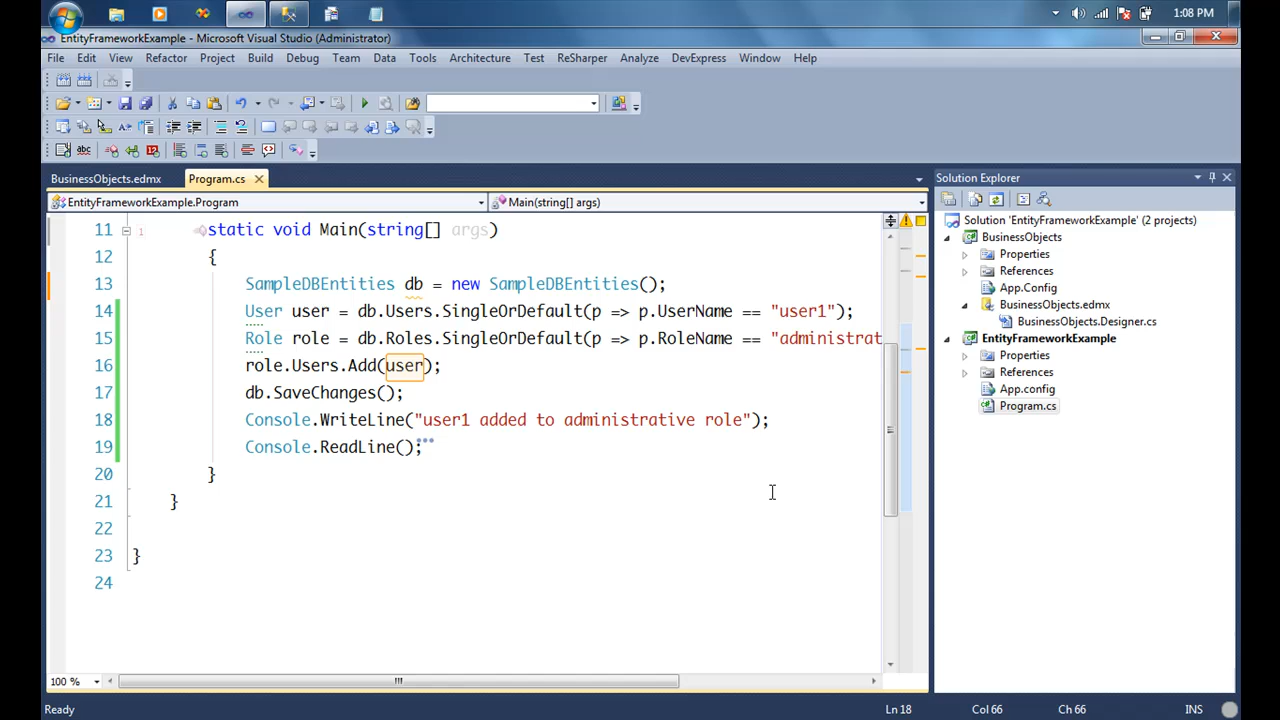 1:08 PM
EntityFrameworkExample - Microsoft Visual Studio (Administrator)
File Edit View Refactor Project Build Debug Team Data Tools Architecture Test ReSharper Analyze DevExpress Window Help
BusinessObjects.edmx Program.cs
EntityFrameworkExample.Program Main(string[] args)
11 1 static void Main(string[] args)
12 {
13 SampleDBEntities db = new SampleDBEntities();
14 User user = db.Users.SingleOrDefault(p => p.UserName == "user1");
15 Role role = db.Roles.SingleOrDefault(p => p.RoleName == "administrat
16 role.Users.Add(user);
17 db.SaveChanges();
18 Console.WriteLine("user1 added to administrative role");
19 Console.ReadLine();
20 }
21 }
22
23 }
24
100 %
Solution Explorer
Solution 'EntityFrameworkExample' (2 projects)
BusinessObjects
Properties
References
App.Config
BusinessObjects.edmx
BusinessObjects.Designer.cs
EntityFrameworkExample
Properties
References
App.config
Program.cs
Ready Ln 18 Col 66 Ch 66 INS